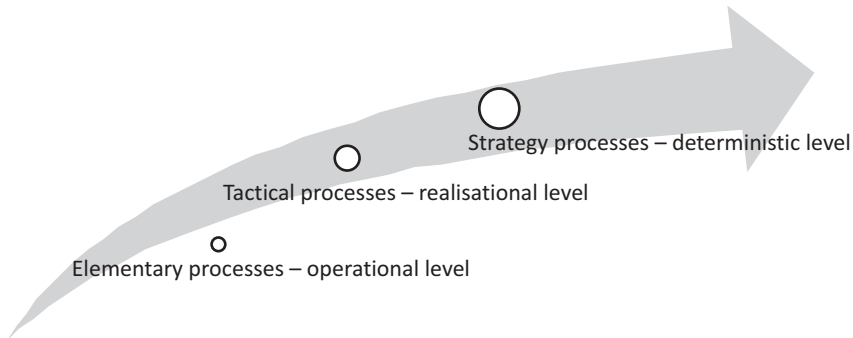 Strategy processes – deterministic level
Tactical processes – realisational level
Elementary processes – operational level